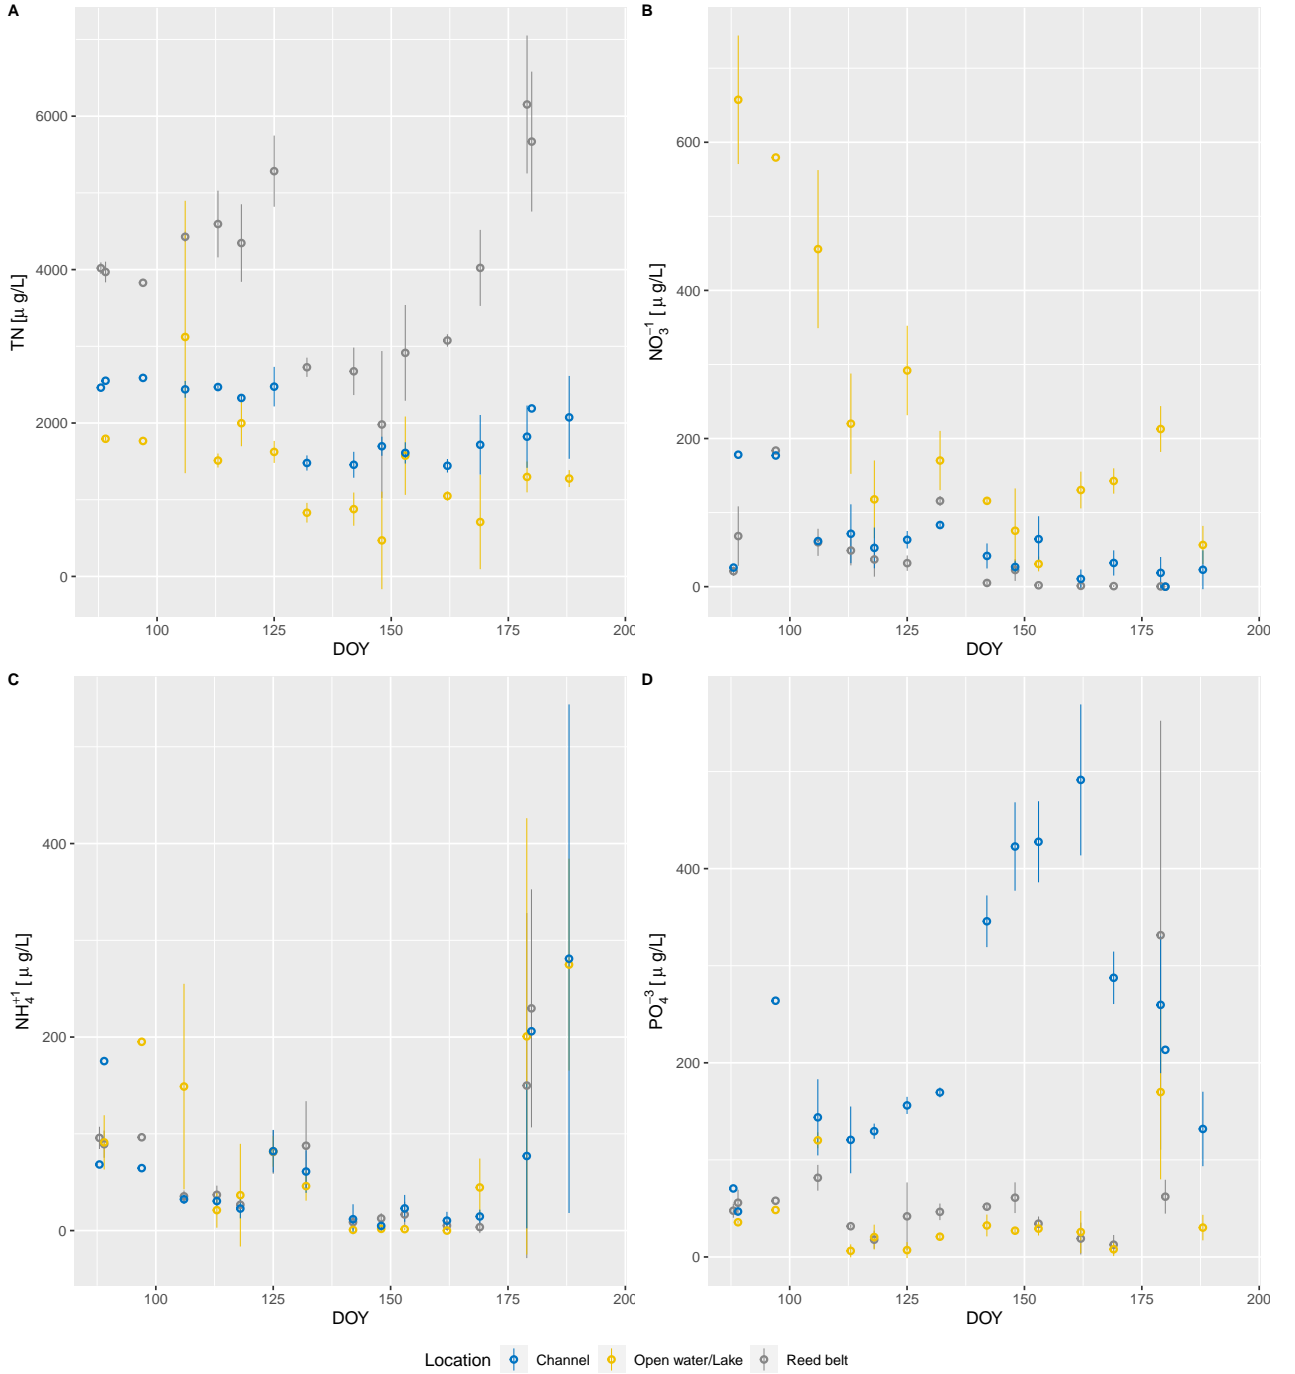 A
B
TN [μ g/L]
6000
4000
2000
0
100
125
150
175
200
DOY
NO₃⁻¹ [ μ g/L]
600
400
200
0
100
125
150
175
200
DOY
C
D
NH₄⁺¹ [ μ g/L]
400
200
0
100
125
150
175
200
DOY
PO₄⁻³ [ μ g/L]
400
200
0
100
125
150
175
200
DOY
Location Channel Open water/Lake Reed belt